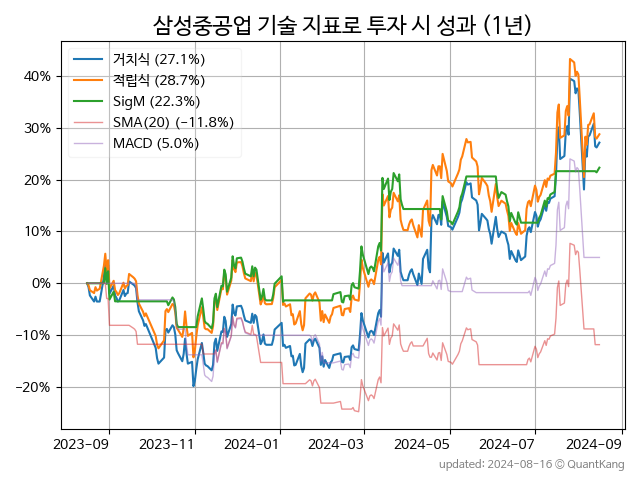 삼성중공업 기술 지표로 투자 시 성과 (1년)
거치식 (27.1%)
적립식 (28.7%)
SigM (22.3%)
SMA(20) (−11.8%)
MACD (5.0%)
40%
30%
20%
10%
0%
−10%
−20%
2023-09 2023-11 2024-01 2024-03 2024-05 2024-07 2024-09
updated: 2024-08-16 © QuantKang